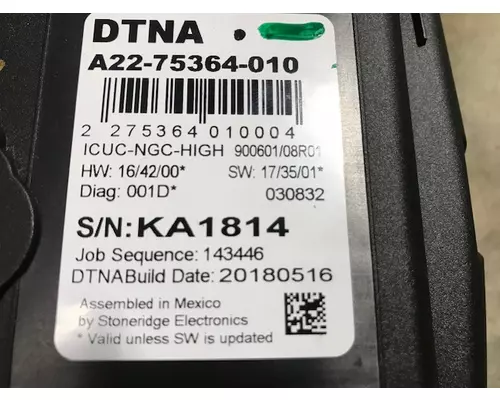 DTNA
A22-75364-010
2 275364 010004
ICUC-NGC-HIGH 900601/08R01
HW: 16/42/00* SW: 17/35/01*
Diag: 001D* 030832
S/N: KA1814
Job Sequence: 143446
DTNABuild Date: 20180516
Assembled in Mexico
by Stoneridge Electronics
* Valid unless SW is updated